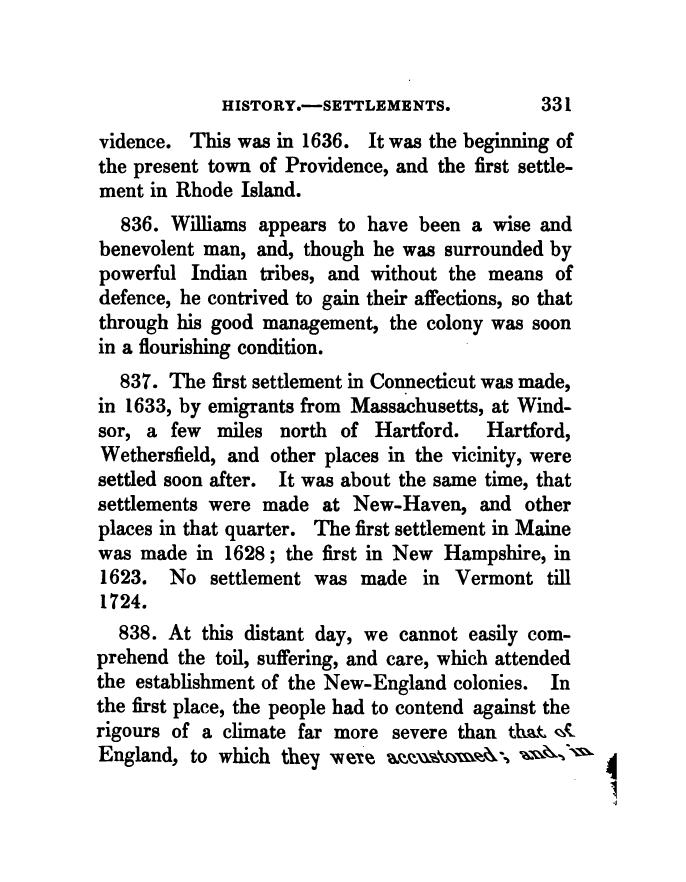 HISTORY.—SETTLEMENTS. 331
vidence. This was in 1636. It was the beginning of
the present town of Providence, and the first settle-
ment in Rhode Island.
836. Williams appears to have been a wise and
benevolent man, and, though he was surrounded by
powerful Indian tribes, and without the means of
defence, he contrived to gain their affections, so that
through his good management, the colony was soon
in a flourishing condition.
837. The first settlement in Connecticut was made,
in 1633, by emigrants from Massachusetts, at Wind-
sor, a few miles north of Hartford. Hartford,
Wethersfield, and other places in the vicinity, were
settled soon after. It was about the same time, that
settlements were made at New-Haven, and other
places in that quarter. The first settlement in Maine
was made in 1628; the first in New Hampshire, in
1623. No settlement was made in Vermont till
1724.
838. At this distant day, we cannot easily com-
prehend the toil, suffering, and care, which attended
the establishment of the New-England colonies. In
the first place, the people had to contend against the
rigours of a climate far more severe than that of
England, to which they were accustomed; and, in